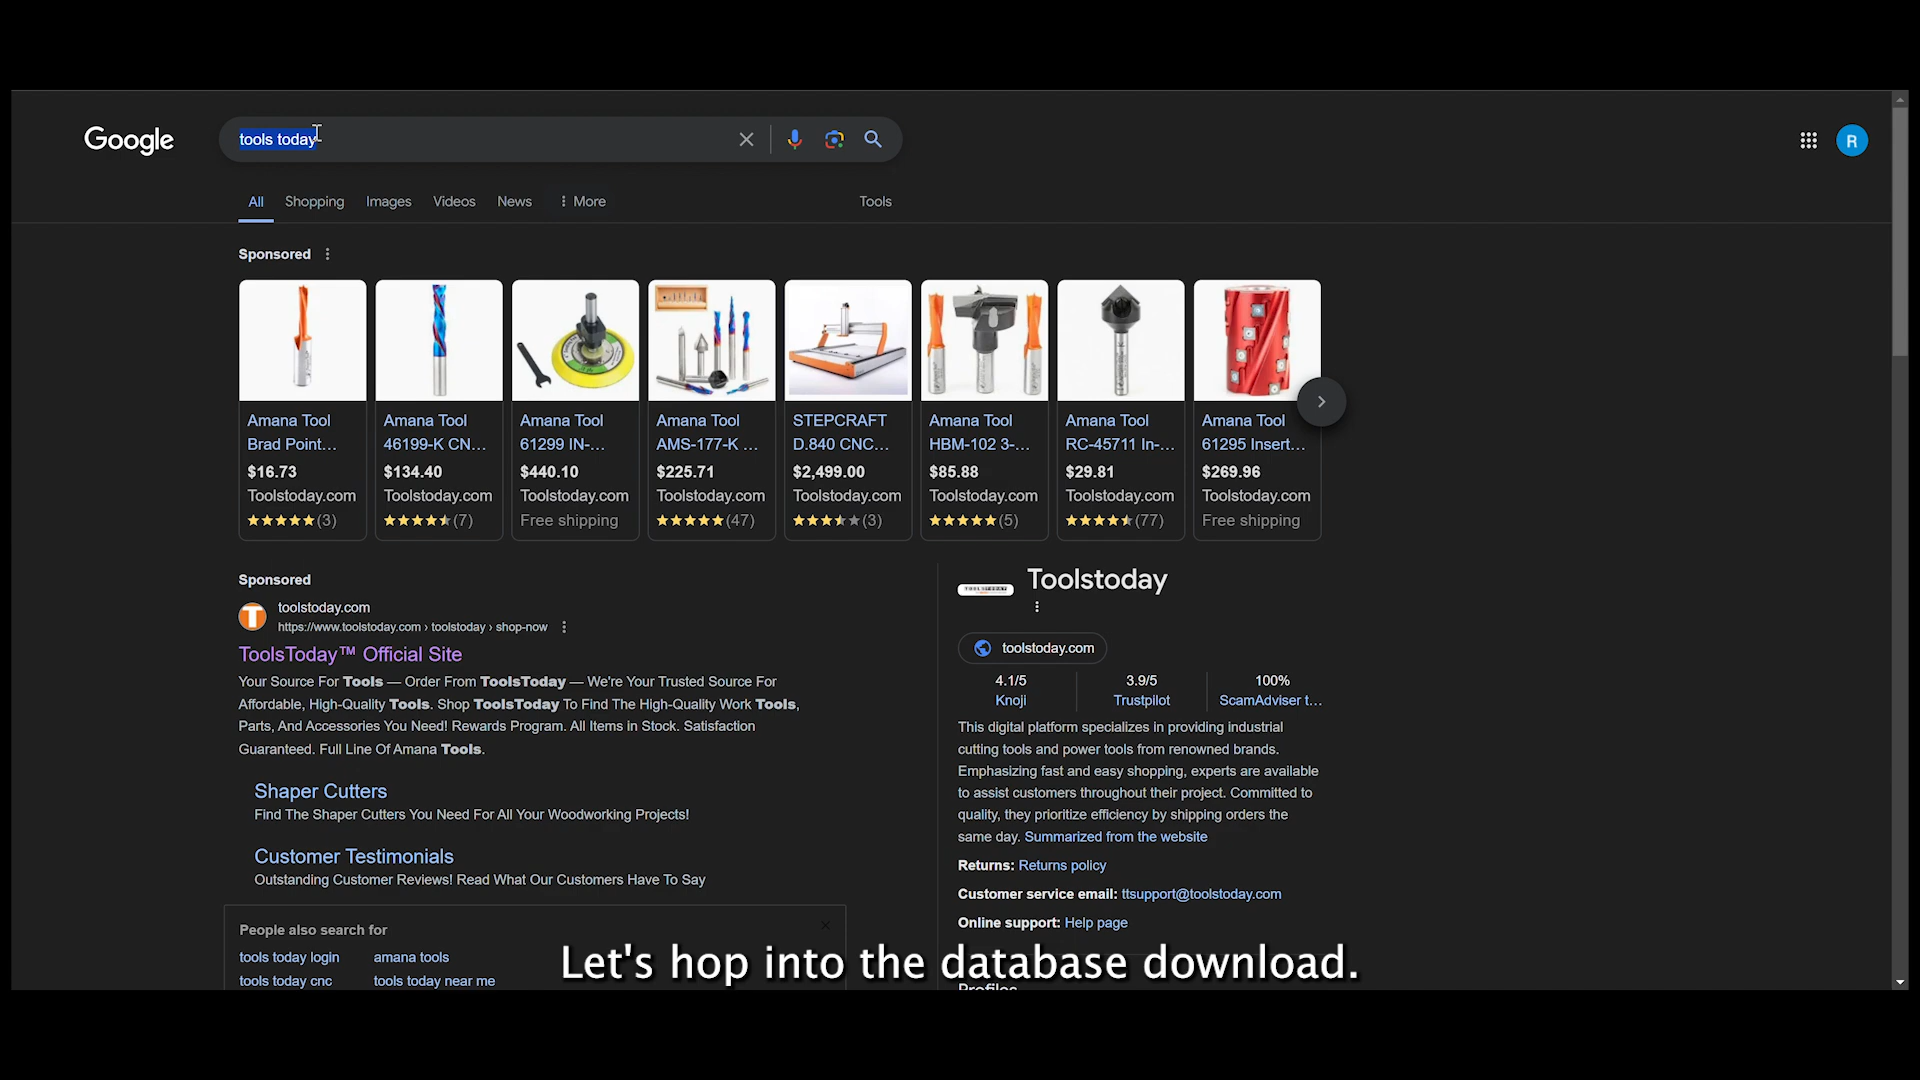 Google
tools today
R
All Shopping Images Videos News More Tools
Sponsored
Amana Tool Brad Point...
$16.73
Toolstoday.com
(3)
Amana Tool 46199-K CN...
$134.40
Toolstoday.com
(7)
Amana Tool 61299 IN-...
$440.10
Toolstoday.com
Free shipping
Amana Tool AMS-177-K ...
$225.71
Toolstoday.com
(47)
STEPCRAFT D.840 CNC...
$2,499.00
Toolstoday.com
(3)
Amana Tool HBM-102 3-...
$85.88
Toolstoday.com
(5)
Amana Tool RC-45711 In-...
$29.81
Toolstoday.com
(77)
Amana Tool 61295 Insert...
$269.96
Toolstoday.com
Free shipping
Sponsored
T
toolstoday.com
https://www.toolstoday.com › toolstoday › shop-now
ToolsToday™ Official Site
Your Source For Tools — Order From ToolsToday — We're Your Trusted Source For
Affordable, High-Quality Tools. Shop ToolsToday To Find The High-Quality Work Tools,
Parts, And Accessories You Need! Rewards Program. All Items in Stock. Satisfaction
Guaranteed. Full Line Of Amana Tools.
Shaper Cutters
Find The Shaper Cutters You Need For All Your Woodworking Projects!
Customer Testimonials
Outstanding Customer Reviews! Read What Our Customers Have To Say
People also search for
tools today login amana tools
tools today cnc tools today near me
TOOLSTODAY
Toolstoday
toolstoday.com
4.1/5 3.9/5 100%
Knoji Trustpilot ScamAdviser t...
This digital platform specializes in providing industrial
cutting tools and power tools from renowned brands.
Emphasizing fast and easy shopping, experts are available
to assist customers throughout their project. Committed to
quality, they prioritize efficiency by shipping orders the
same day. Summarized from the website
Returns: Returns policy
Customer service email: ttsupport@toolstoday.com
Online support: Help page
Profiles
Let's hop into the database download.